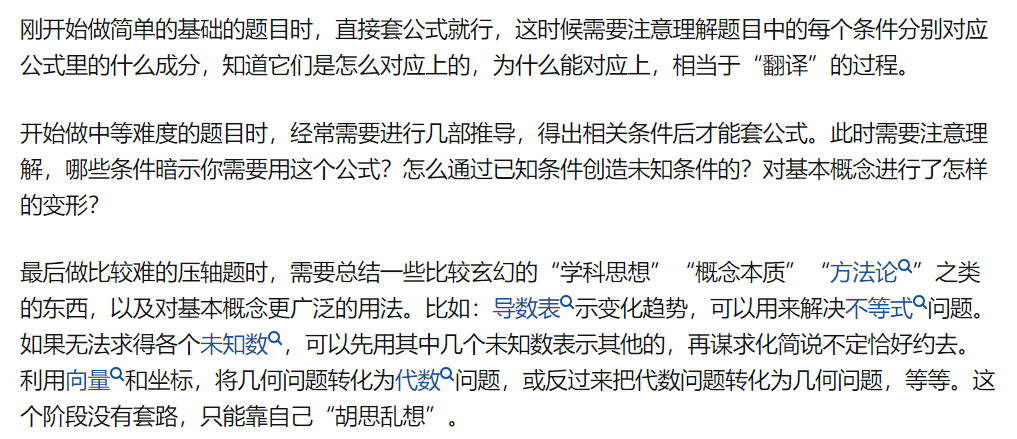 刚开始做简单的基础的题目时，直接套公式就行，这时候需要注意理解题目中的每个条件分别对应
公式里的什么成分，知道它们是怎么对应上的，为什么能对应上，相当于“翻译”的过程。
开始做中等难度的题目时，经常需要进行几部推导，得出相关条件后才能套公式。此时需要注意理
解，哪些条件暗示你需要用这个公式？怎么通过已知条件创造未知条件的？对基本概念进行了怎样
的变形？
最后做比较难的压轴题时，需要总结一些比较玄幻的“学科思想”“概念本质”“方法论”之类
的东西，以及对基本概念更广泛的用法。比如：导数表示变化趋势，可以用来解决不等式问题。
如果无法求得各个未知数，可以先用其中几个未知数表示其他的，再谋求化简说不定恰好约去。
利用向量和坐标，将几何问题转化为代数问题，或反过来把代数问题转化为几何问题，等等。这
个阶段没有套路，只能靠自己“胡思乱想”。